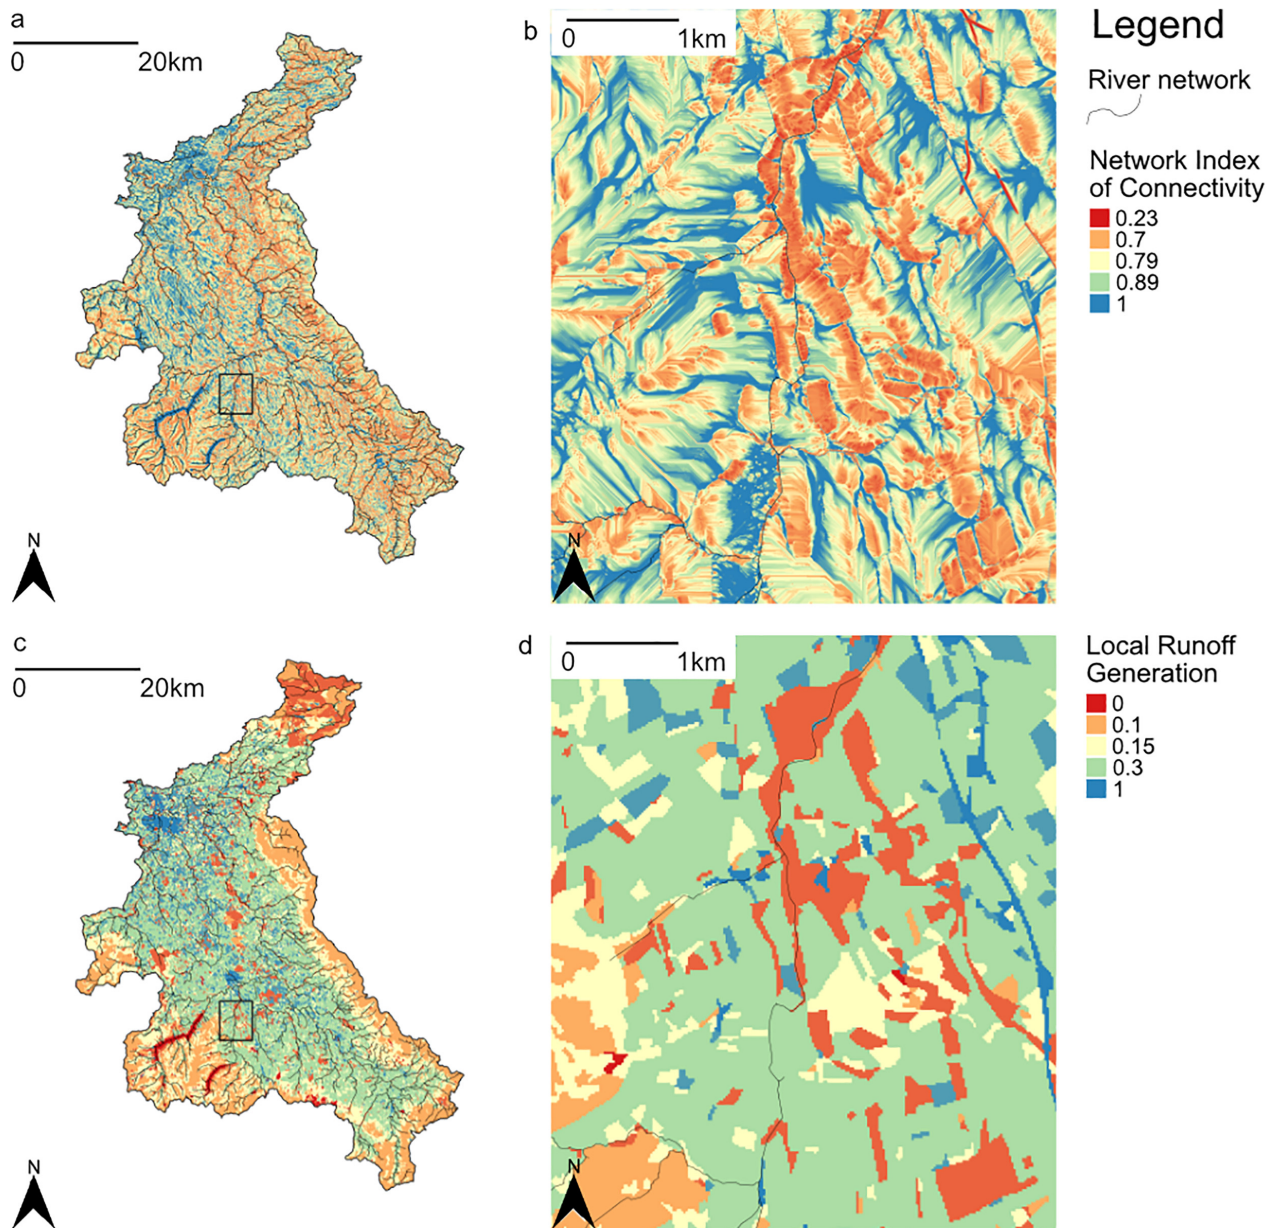 a
0 20km
N
b
0 1km
N
Legend
River network
Network Index
of Connectivity
0.23
0.7
0.79
0.89
1
c
0 20km
N
d
0 1km
N
Local Runoff
Generation
0
0.1
0.15
0.3
1